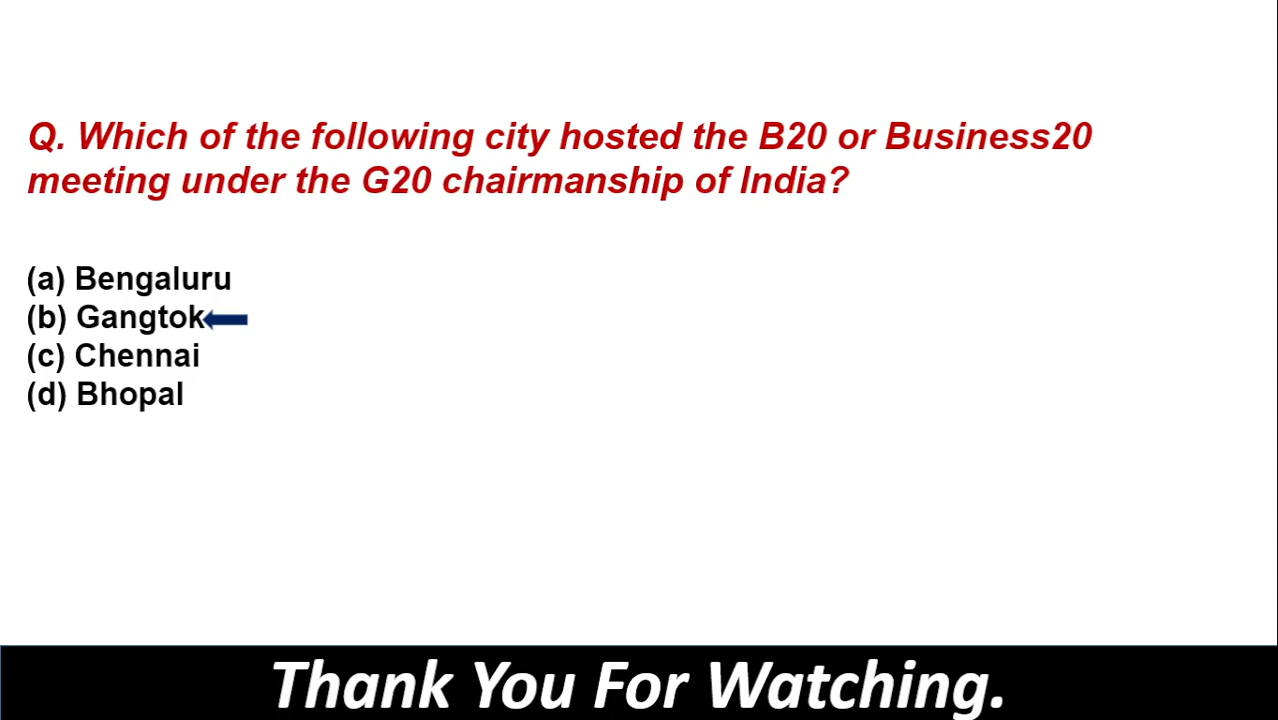 Q. Which of the following city hosted the B20 or Business20
meeting under the G20 chairmanship of India?
(a) Bengaluru
(b) Gangtok
(c) Chennai
(d) Bhopal
Thank You For Watching.